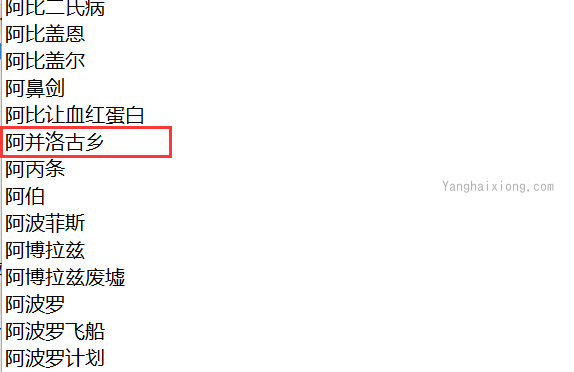 阿比二氏病
阿比盖恩
阿比盖尔
阿鼻剑
阿比让血红蛋白
阿并洛古乡
阿丙条
阿伯
阿波菲斯
阿博拉兹
阿博拉兹废墟
阿波罗
阿波罗飞船
阿波罗计划
Yanghaixiong.com